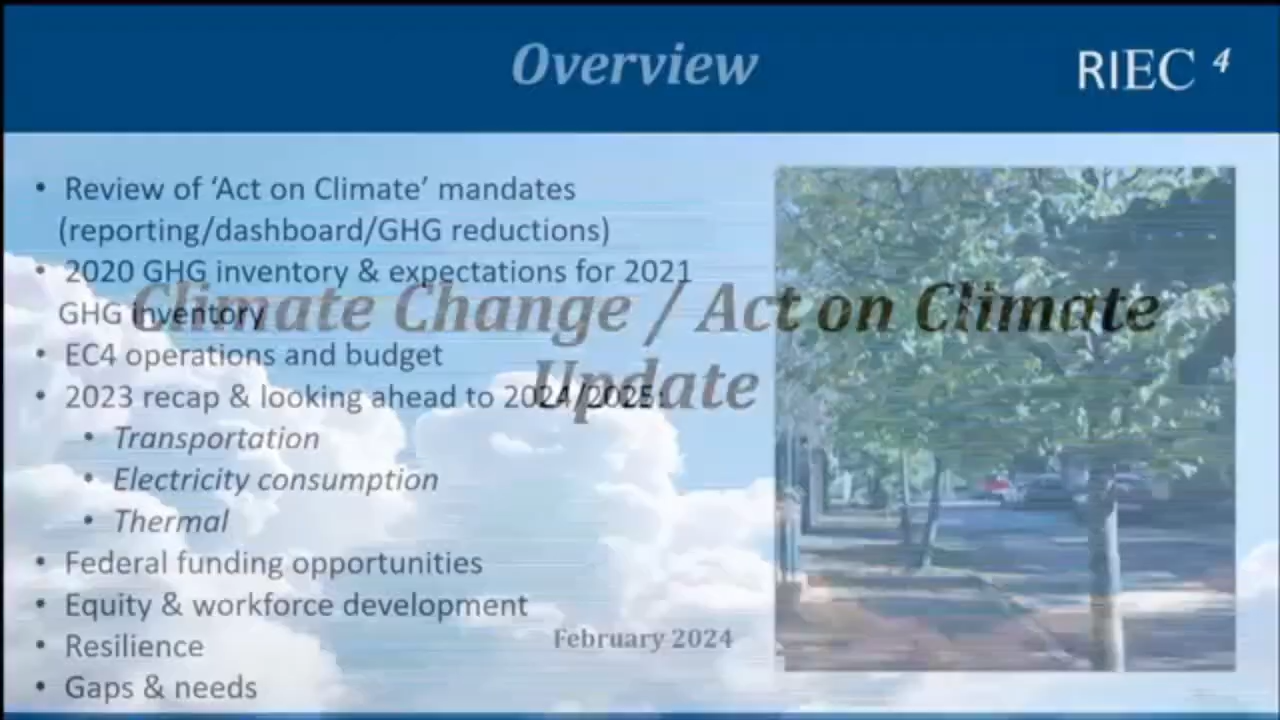 Overview
RIEC 4
• Review of ‘Act on Climate’ mandates
(reporting/dashboard/GHG reductions)
• 2020 GHG inventory & expectations for 2021
GHG inventory
Climate Change / Act on Climate
Update
• EC4 operations and budget
• 2023 recap & looking ahead to 2024/2025:
• Transportation
• Electricity consumption
• Thermal
• Federal funding opportunities
• Equity & workforce development
• Resilience
• Gaps & needs
February 2024